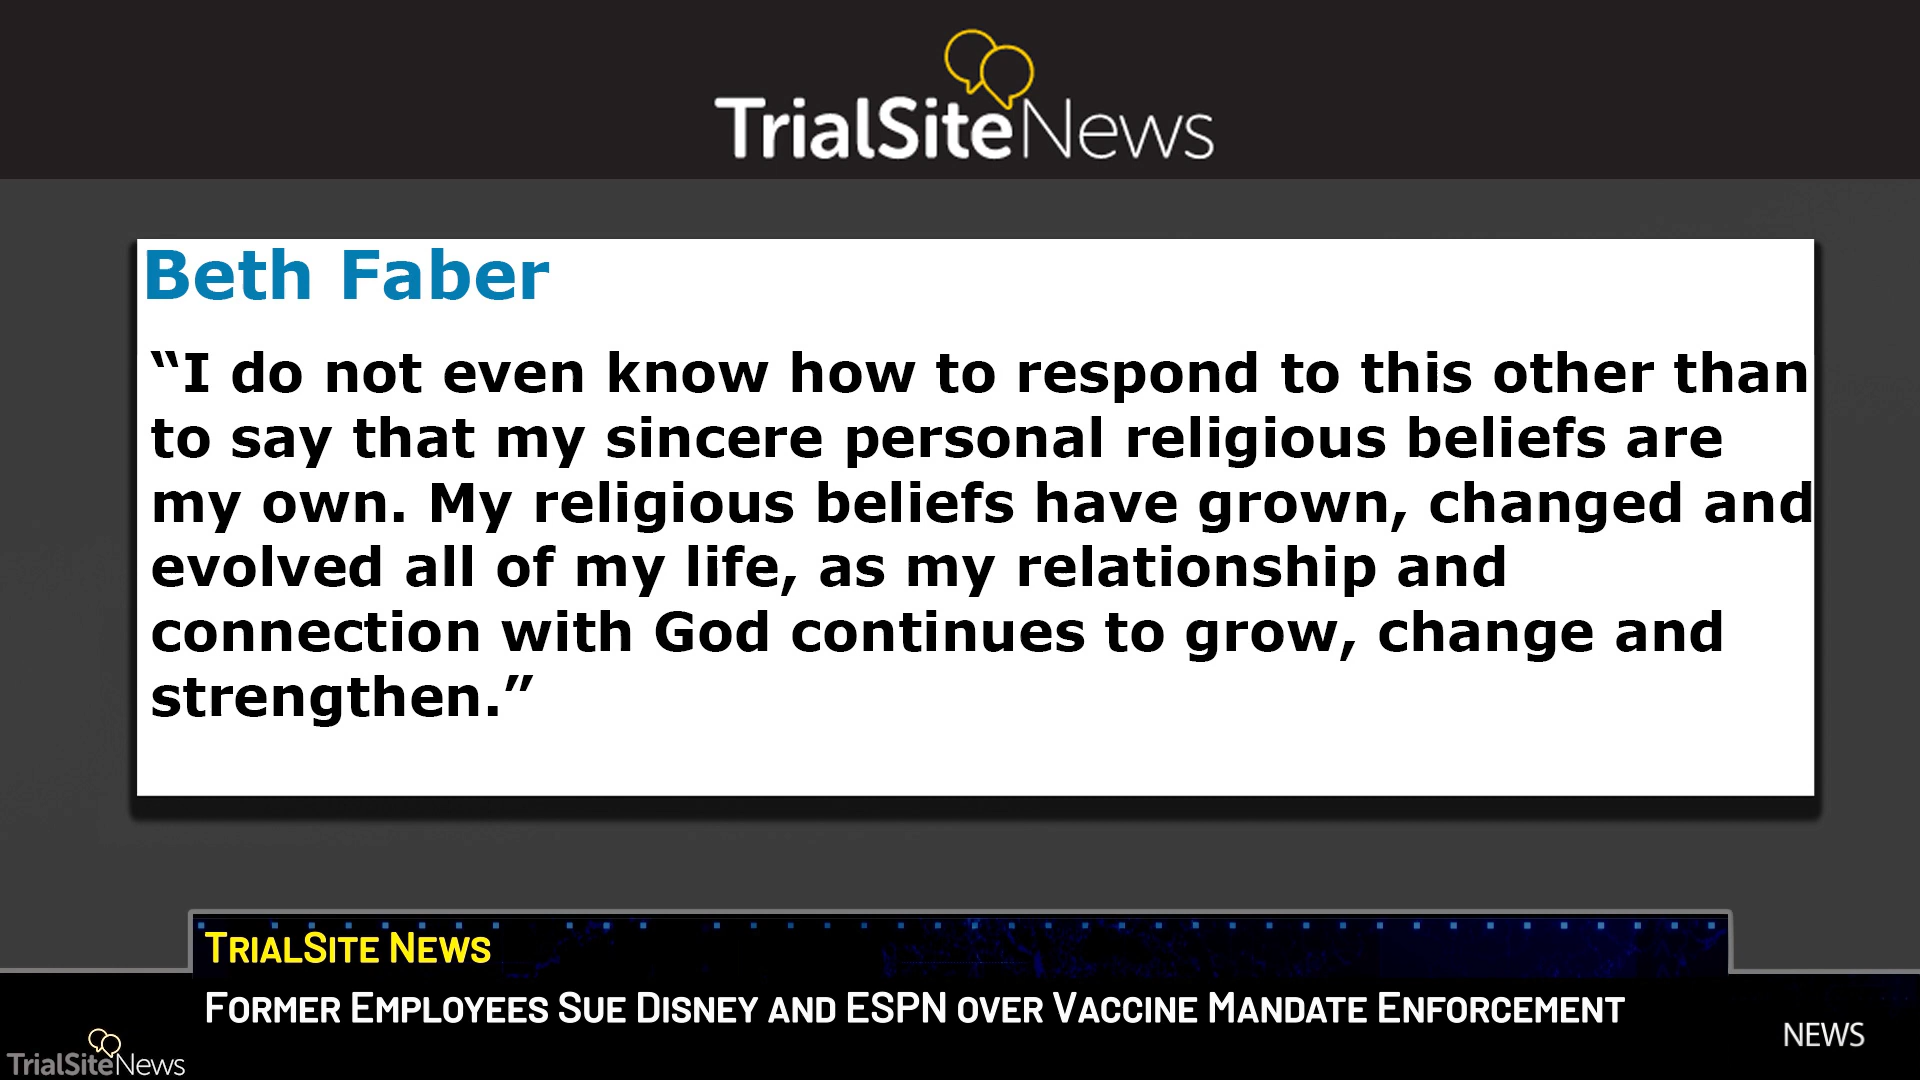 TrialSiteNews
Beth Faber
“I do not even know how to respond to this other than
to say that my sincere personal religious beliefs are
my own. My religious beliefs have grown, changed and
evolved all of my life, as my relationship and
connection with God continues to grow, change and
strengthen.”
TrialSite News
Former Employees Sue Disney and ESPN over Vaccine Mandate Enforcement
NEWS
TrialSiteNews